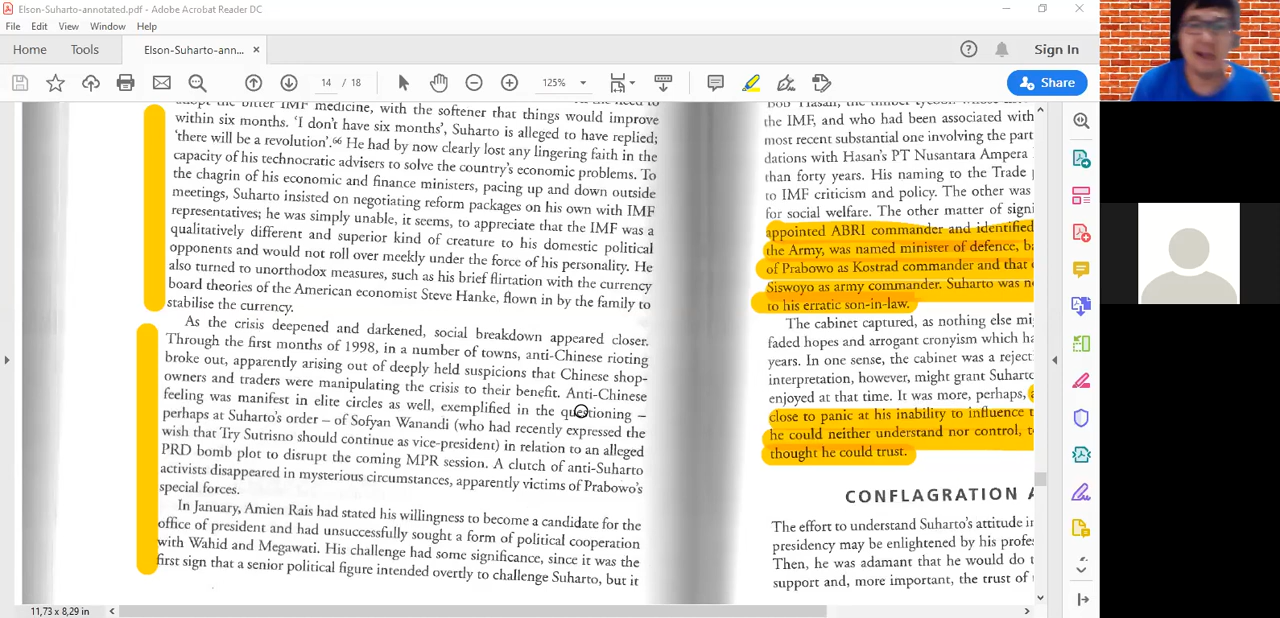 Elson-Suharto-annotated.pdf - Adobe Acrobat Reader DC
File Edit View Window Help
Home Tools Elson-Suharto-ann... × Sign In
14 / 18 125% Share
adopt the bitter IMF medicine, with the softener that things would improve
within six months. ‘I don’t have six months’, Suharto is alleged to have replied;
‘there will be a revolution’.66 He had by now clearly lost any lingering faith in the
capacity of his technocratic advisers to solve the country’s economic problems. To
the chagrin of his economic and finance ministers, pacing up and down outside
meetings, Suharto insisted on negotiating reform packages on his own with IMF
representatives; he was simply unable, it seems, to appreciate that the IMF was a
qualitatively different and superior kind of creature to his domestic political
opponents and would not roll over meekly under the force of his personality. He
also turned to unorthodox measures, such as his brief flirtation with the currency
board theories of the American economist Steve Hanke, flown in by the family to
stabilise the currency.
As the crisis deepened and darkened, social breakdown appeared closer.
Through the first months of 1998, in a number of towns, anti-Chinese rioting
broke out, apparently arising out of deeply held suspicions that Chinese shop-
owners and traders were manipulating the crisis to their benefit. Anti-Chinese
feeling was manifest in elite circles as well, exemplified in the questioning –
perhaps at Suharto’s order – of Sofyan Wanandi (who had recently expressed the
wish that Try Sutrisno should continue as vice-president) in relation to an alleged
PRD bomb plot to disrupt the coming MPR session. A clutch of anti-Suharto
activists disappeared in mysterious circumstances, apparently victims of Prabowo’s
special forces.
In January, Amien Rais had stated his willingness to become a candidate for the
office of president and had unsuccessfully sought a form of political cooperation
with Wahid and Megawati. His challenge had some significance, since it was the
first sign that a senior political figure intended overtly to challenge Suharto, but it
Bob Hasan, the timber tycoon whose
the IMF, and who had been associated with
most recent substantial one involving the part
dations with Hasan’s PT Nusantara Ampera
than forty years. His naming to the Trade
to IMF criticism and policy. The other was
for social welfare. The other matter of signi
appointed ABRI commander and identified
the Army, was named minister of defence, ba
of Prabowo as Kostrad commander and that
Siswoyo as army commander. Suharto was no
to his erratic son-in-law.
The cabinet captured, as nothing else mi
faded hopes and arrogant cronyism which ha
years. In one sense, the cabinet was a reject
interpretation, however, might grant Suharto
enjoyed at that time. It was more, perhaps,
close to panic at his inability to influence
he could neither understand nor control,
thought he could trust.
CONFLAGRATION
The effort to understand Suharto’s attitude in
presidency may be enlightened by his profe
Then, he was adamant that he would do
support and, more important, the trust of
11,73 x 8,29 in